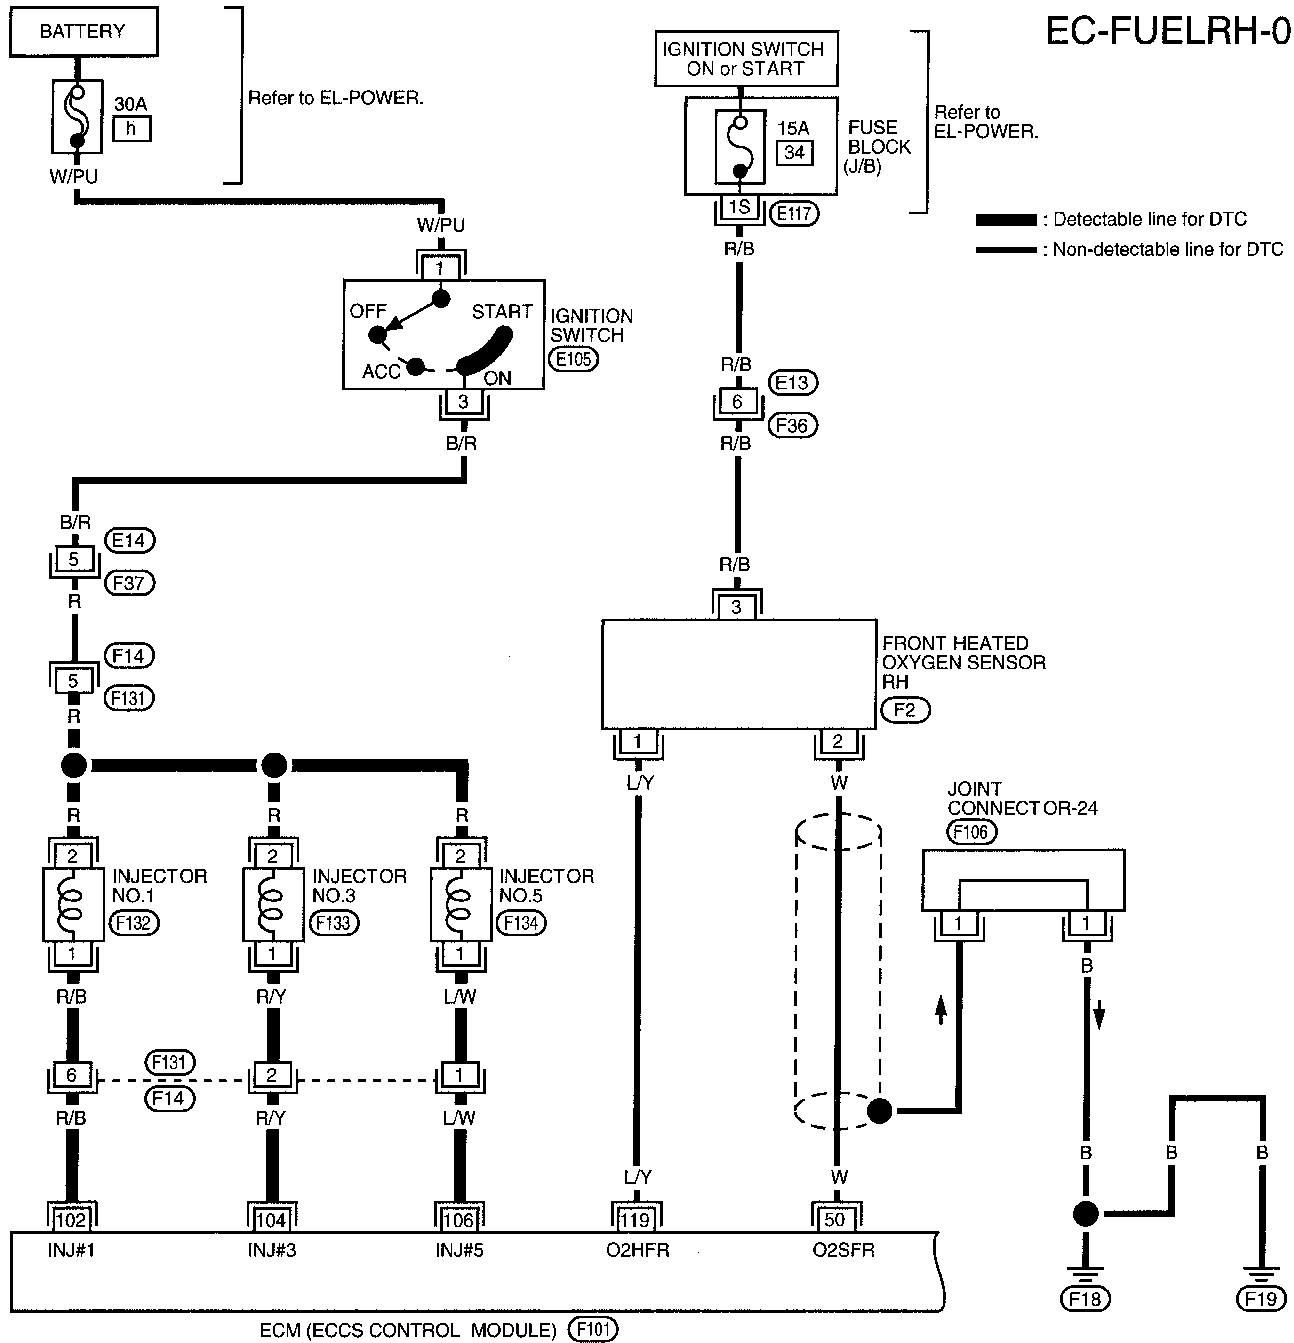 EC-FUELRH-0
BATTERY
30A
h
Refer to EL-POWER.
W/PU
W/PU
1
OFF
START
ACC
ON
IGNITION
SWITCH
E105
3
B/R
B/R
5
E14
F37
R
F14
5
F131
R
R
R
R
2
2
2
INJECTOR
NO.1
F132
INJECTOR
NO.3
F133
INJECTOR
NO.5
F134
1
1
1
R/B
R/Y
L/W
F131
6
2
1
F14
R/B
R/Y
L/W
102
104
106
INJ#1
INJ#3
INJ#5
IGNITION SWITCH
ON or START
15A
34
FUSE
BLOCK
(J/B)
Refer to
EL-POWER.
1S
E117
R/B
: Detectable line for DTC
: Non-detectable line for DTC
R/B
E13
6
F36
R/B
R/B
3
FRONT HEATED
OXYGEN SENSOR
RH
F2
1
2
L/Y
W
JOINT
CONNECTOR-24
F106
1
1
B
L/Y
W
B
B
B
119
50
O2HFR
O2SFR
F18
F19
ECM (ECCS CONTROL MODULE)
F101